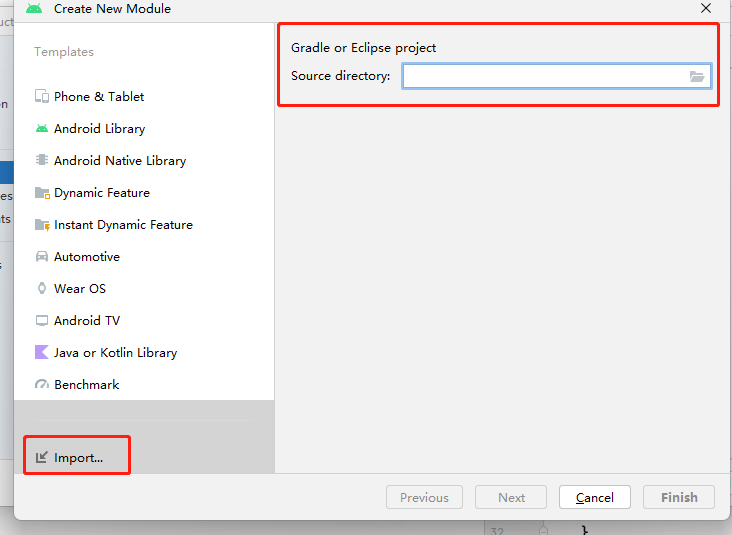 Create New Module
uct
Templates
Gradle or Eclipse project
Source directory:
Phone & Tablet
on
Android Library
Android Native Library
Dynamic Feature
es
Instant Dynamic Feature
nts
Automotive
s
Wear OS
Android TV
Java or Kotlin Library
Benchmark
Import...
Previous
Next
Cancel
Finish
32
}